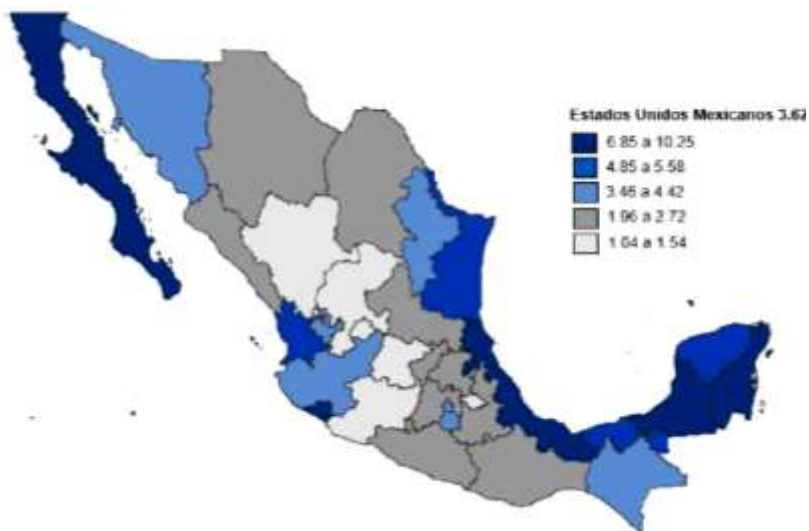 Estados Unidos Mexicanos 3.62
6.85 a 10.25
4.85 a 5.58
3.46 a 4.42
1.96 a 2.72
1.04 a 1.54